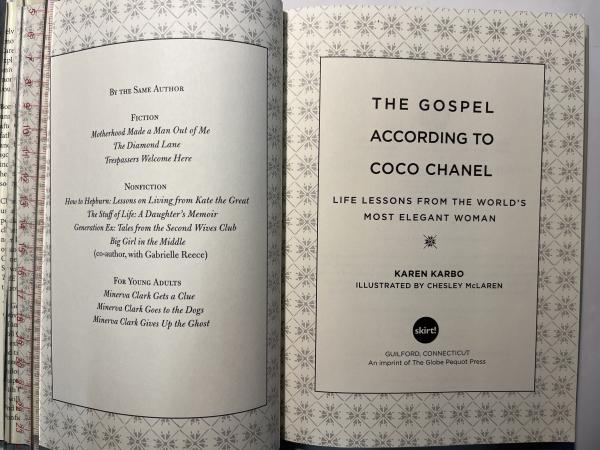 BY THE SAME AUTHOR
FICTION
Motherhood Made a Man Out of Me
The Diamond Lane
Trespassers Welcome Here
NONFICTION
How to Hepburn: Lessons on Living from Kate the Great
The Stuff of Life: A Daughter's Memoir
Generation Ex: Tales from the Second Wives Club
Big Girl in the Middle
(co-author, with Gabrielle Reece)
FOR YOUNG ADULTS
Minerva Clark Gets a Clue
Minerva Clark Goes to the Dogs
Minerva Clark Gives Up the Ghost
THE GOSPEL
ACCORDING TO
COCO CHANEL
LIFE LESSONS FROM THE WORLD'S
MOST ELEGANT WOMAN
KAREN KARBO
ILLUSTRATED BY CHESLEY McLAREN
skirt!
GUILFORD, CONNECTICUT
An imprint of The Globe Pequot Press